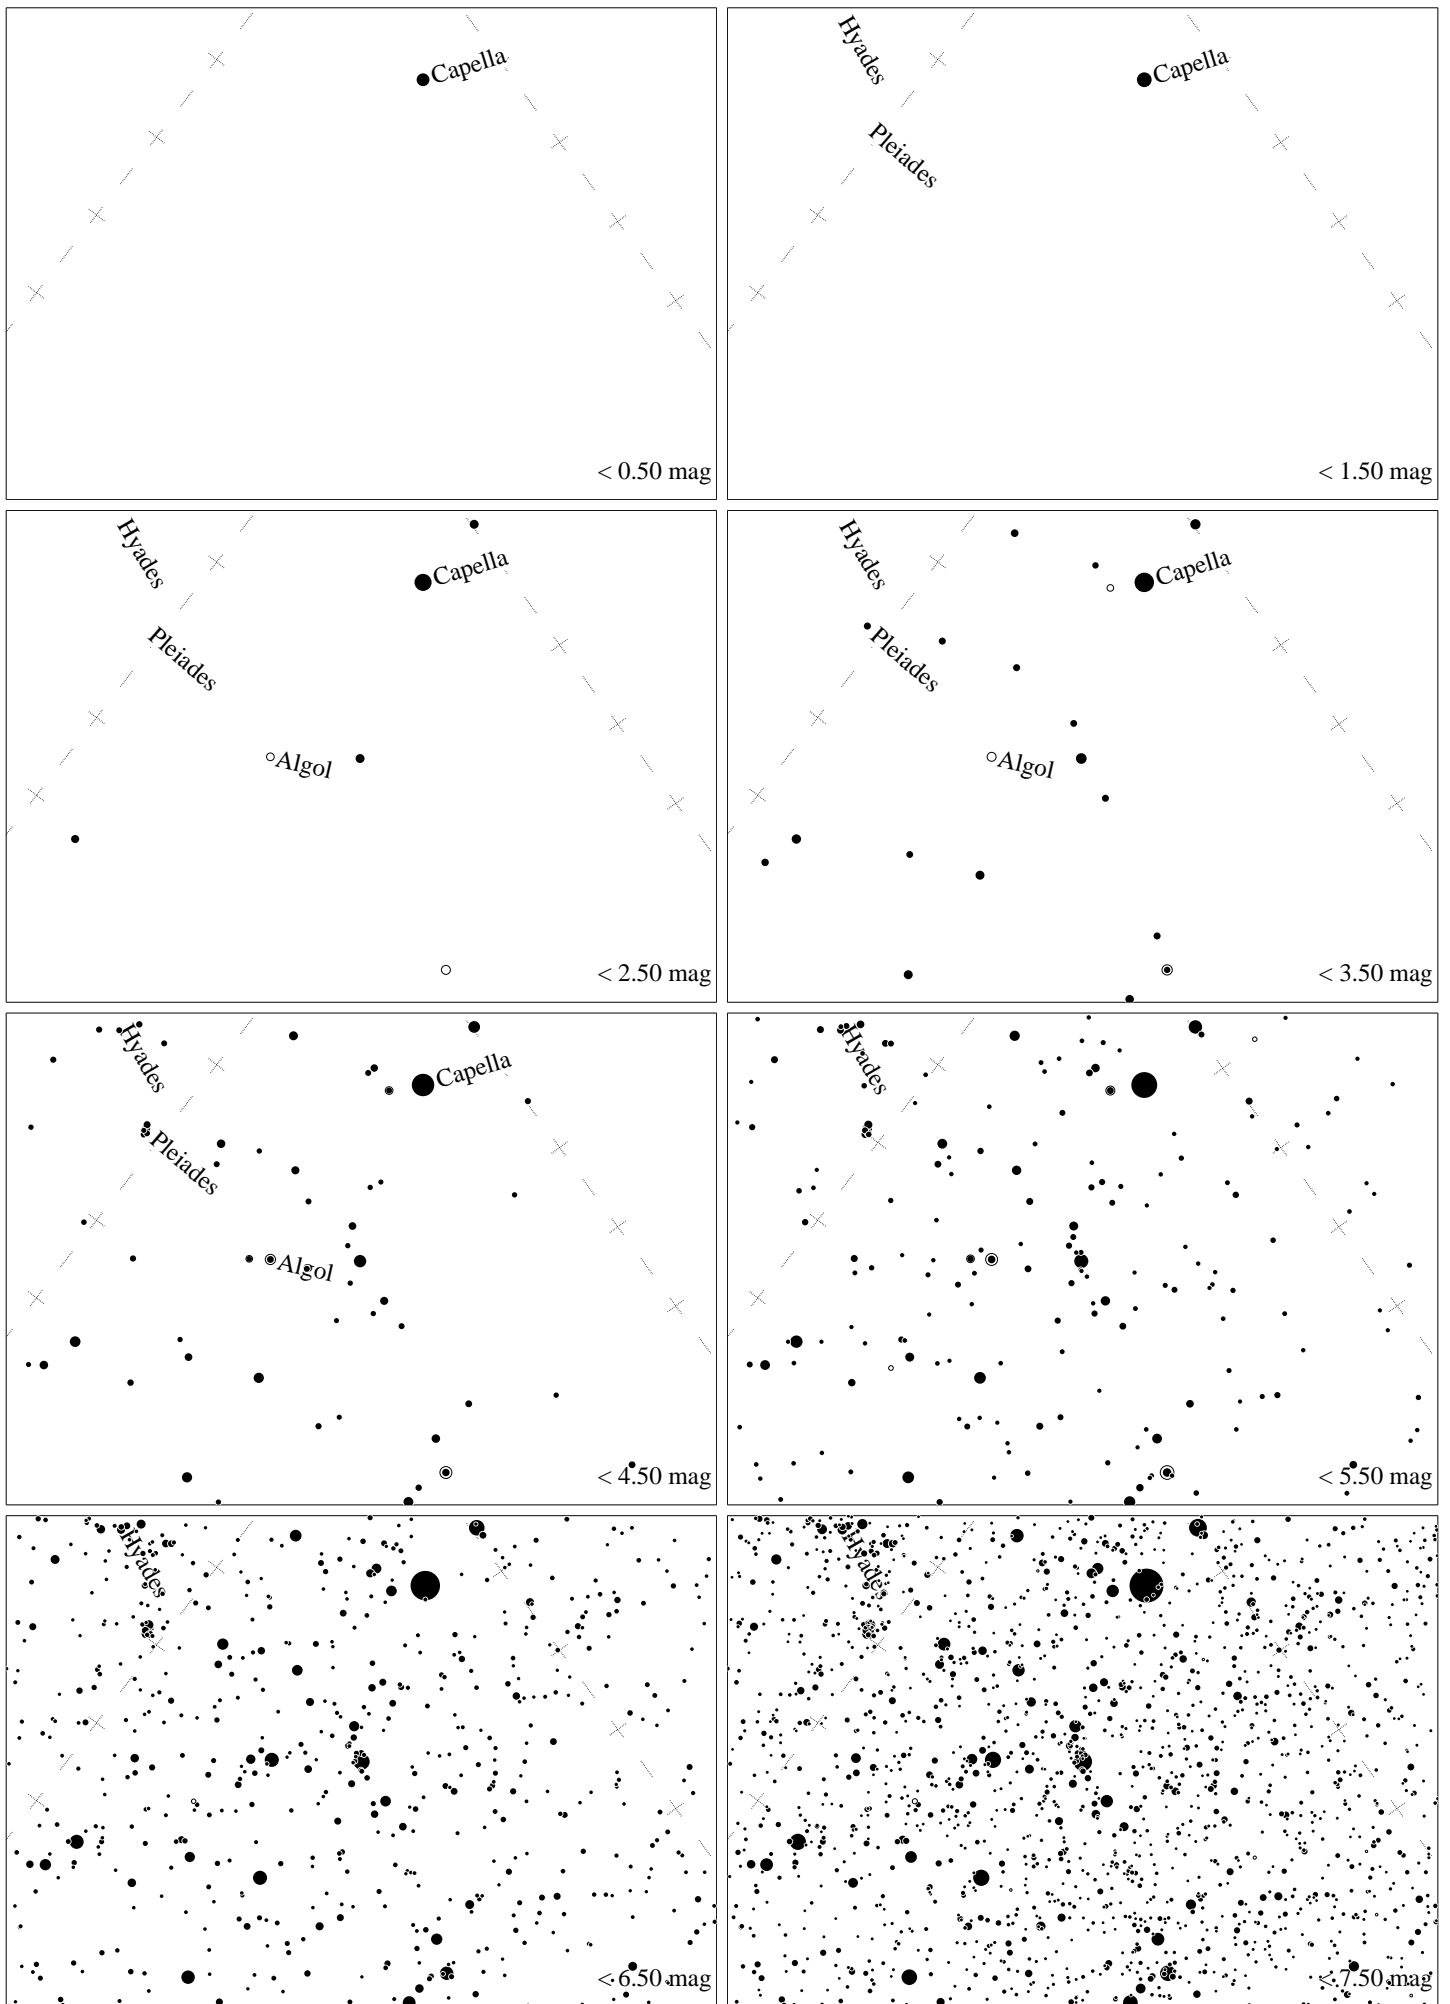 Capella
< 0.50 mag
Hyades
Capella
Pleiades
< 1.50 mag
Hyades
Capella
Pleiades
Algol
< 2.50 mag
Hyades
Capella
Pleiades
Algol
< 3.50 mag
Hyades
Capella
Pleiades
Algol
< 4.50 mag
Hyades
< 5.50 mag
Hyades
< 6.50 mag
Hyades
< 7.50 mag